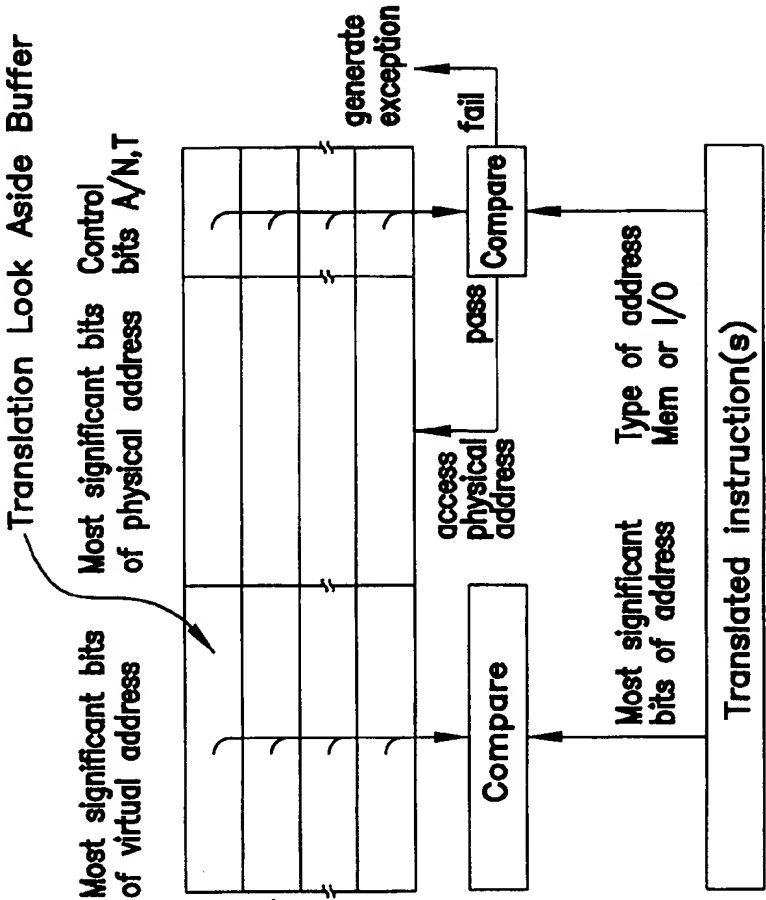 Translation Look Aside Buffer
Most significant bits
of virtual address
Most significant bits
of physical address
Control
bits A/N,T
access
physical
address
pass
fail
generate
exception
Compare
Compare
Most significant
bits of address
Type of address
Mem or I/O
Translated instruction(s)